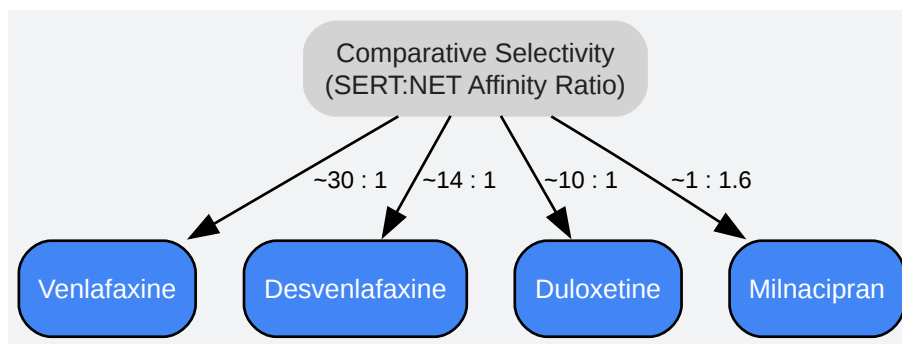 Comparative Selectivity
(SERT:NET Affinity Ratio)
~30 : 1
~14 : 1
~10 : 1
~1 : 1.6
Venlafaxine
Desvenlafaxine
Duloxetine
Milnacipran